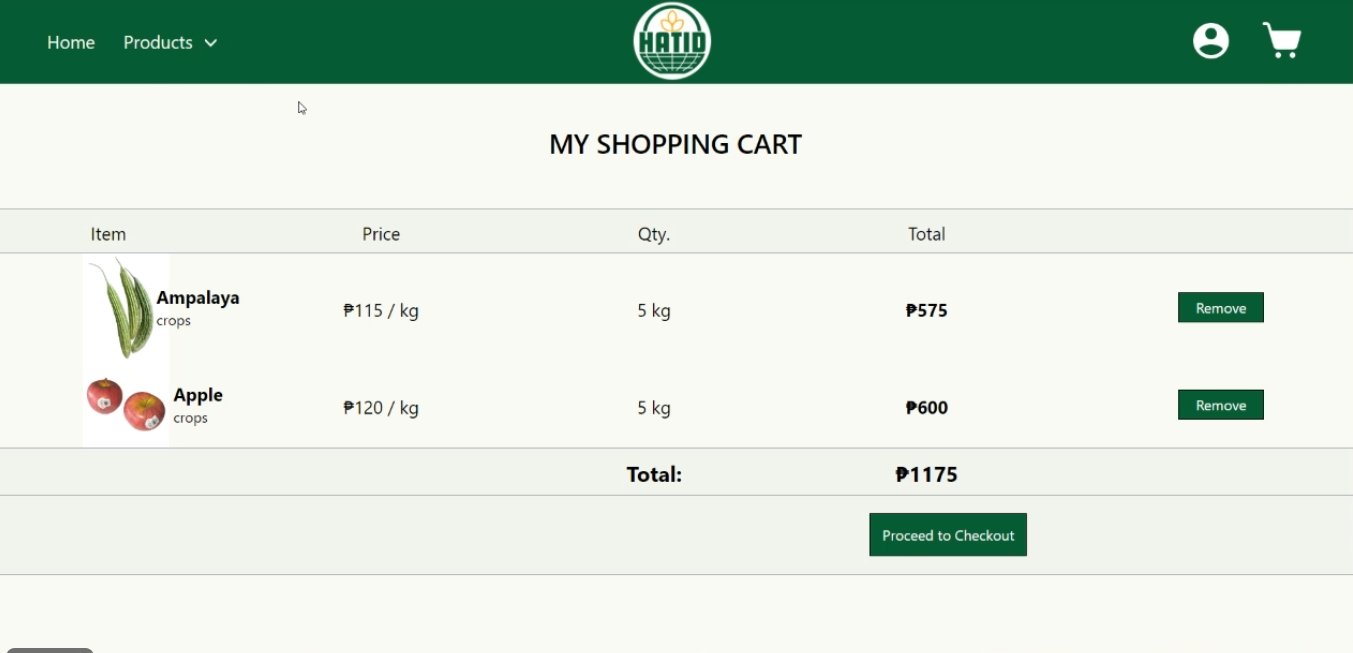 Home Products
HATID
MY SHOPPING CART
Item Price Qty. Total
Ampalaya
crops
₱115 / kg 5 kg ₱575 Remove
Apple
crops
₱120 / kg 5 kg ₱600 Remove
Total: ₱1175
Proceed to Checkout